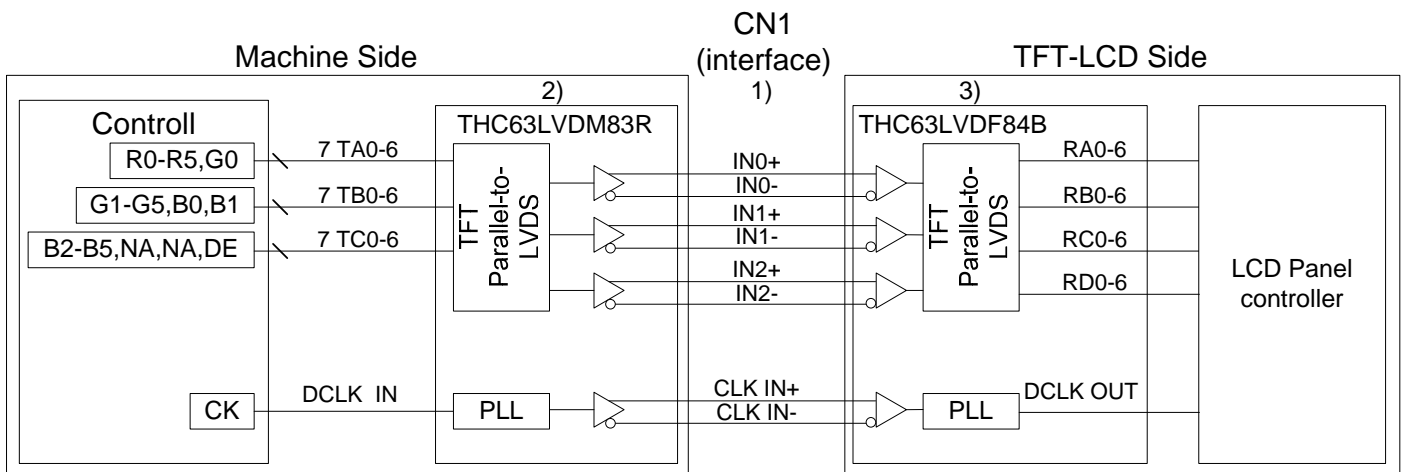 CN1
(interface)
1)
Machine Side
TFT-LCD Side
2)
3)
Controll
THC63LVDM83R
THC63LVDF84B
R0-R5,G0
G1-G5,B0,B1
B2-B5,NA,NA,DE
CK
7 TA0-6
7 TB0-6
7 TC0-6
DCLK IN
TFT
Parallel-to-
LVDS
PLL
IN0+
IN0-
IN1+
IN1-
IN2+
IN2-
CLK IN+
CLK IN-
TFT
Parallel-to-
LVDS
PLL
RA0-6
RB0-6
RC0-6
RD0-6
DCLK OUT
LCD Panel
controller